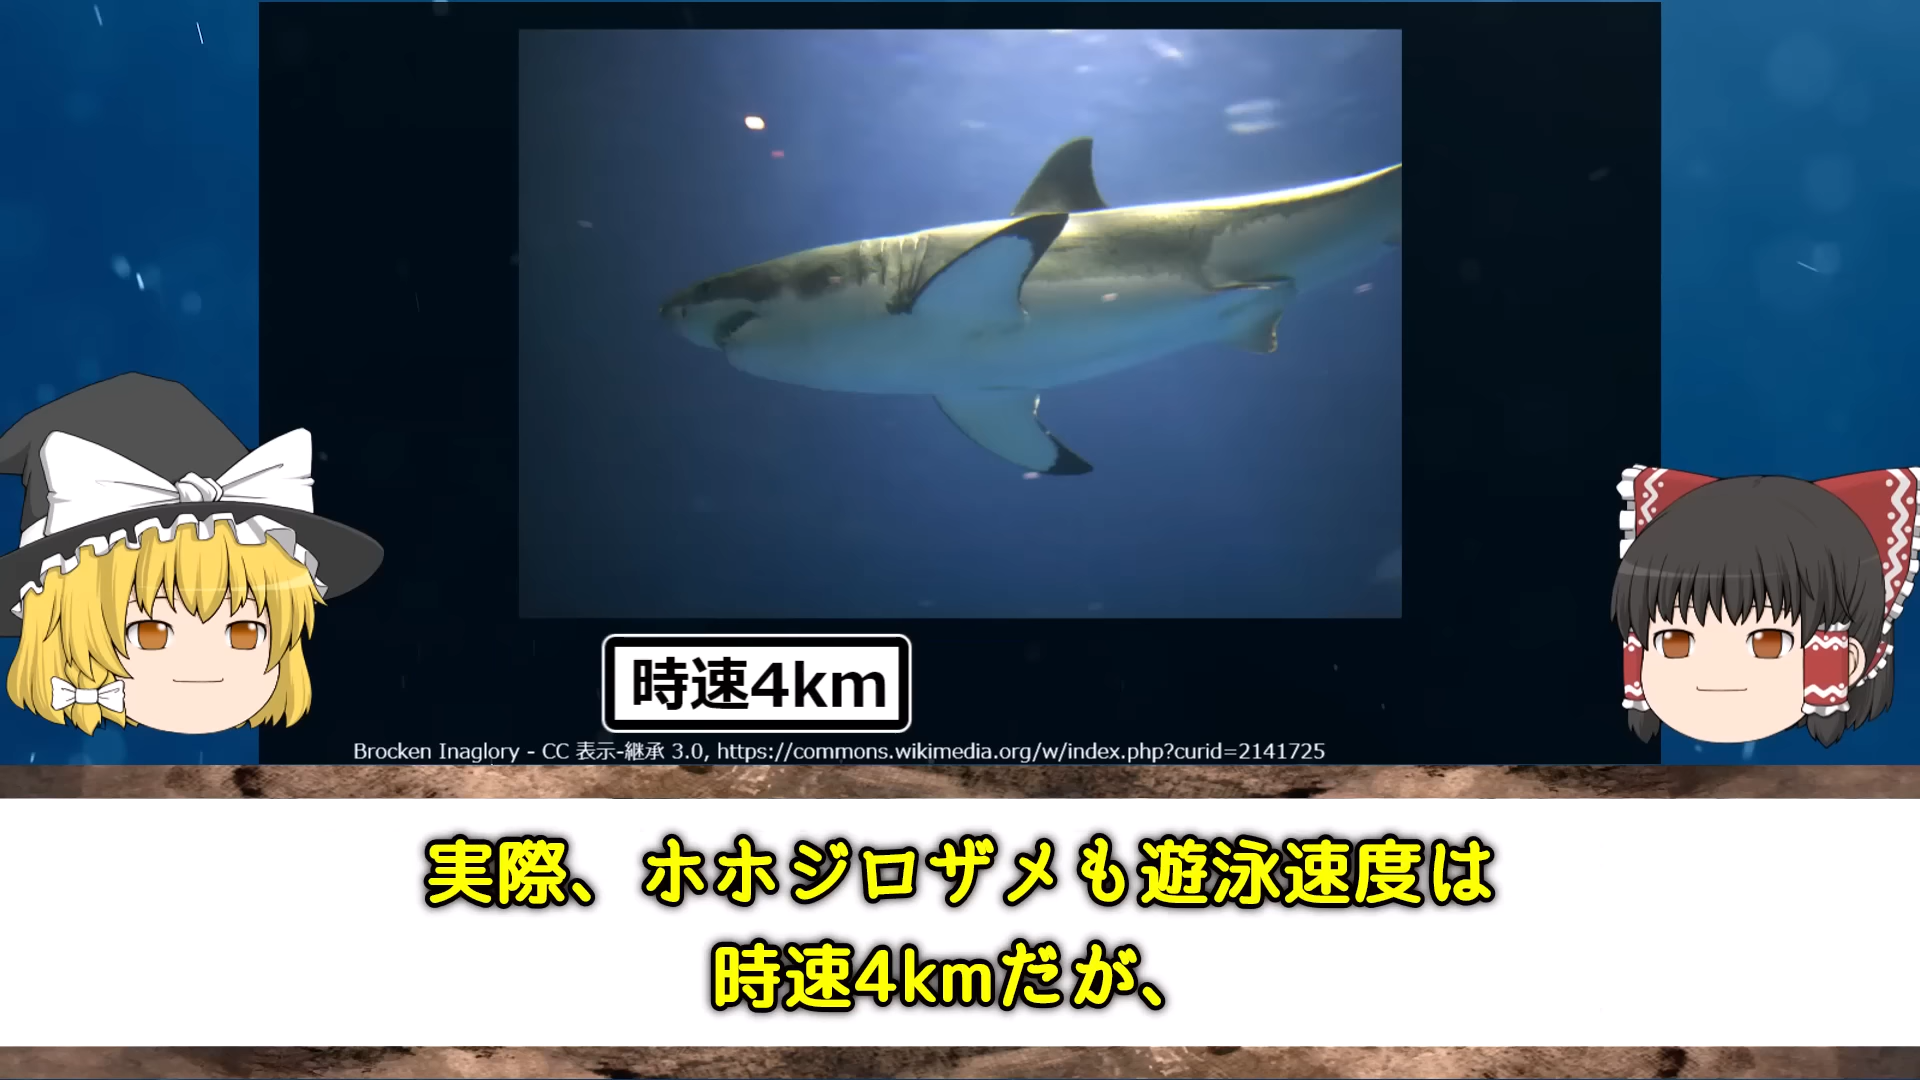 時速4km
Brocken Inaglory - CC 表示-継承 3.0, https://commons.wikimedia.org/w/index.php?curid=2141725
実際、ホホジロザメも遊泳速度は
時速4kmだが、